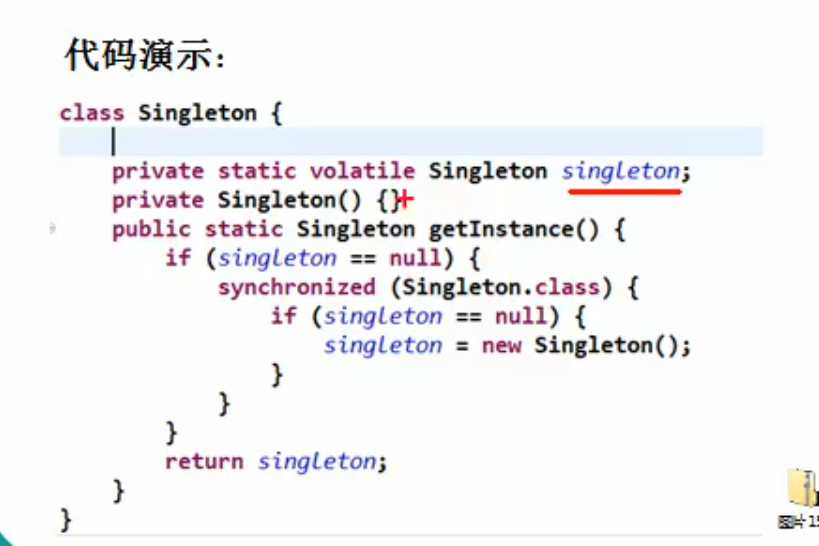 代码演示：
class Singleton {
private static volatile Singleton singleton;
private Singleton() {}
public static Singleton getInstance() {
if (singleton == null) {
synchronized (Singleton.class) {
if (singleton == null) {
singleton = new Singleton();
}
}
}
return singleton;
}
}
图片15